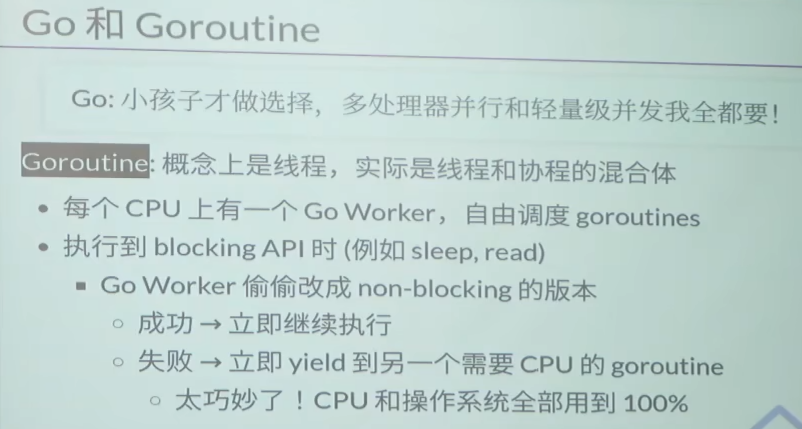 Go 和 Goroutine
Go: 小孩子才做选择，多处理器并行和轻量级并发我全都要！
Goroutine: 概念上是线程，实际是线程和协程的混合体
• 每个 CPU 上有一个 Go Worker，自由调度 goroutines
• 执行到 blocking API 时 (例如 sleep, read)
▪ Go Worker 偷偷改成 non-blocking 的版本
○ 成功 → 立即继续执行
○ 失败 → 立即 yield 到另一个需要 CPU 的 goroutine
○ 太巧妙了！CPU 和操作系统全部用到 100%